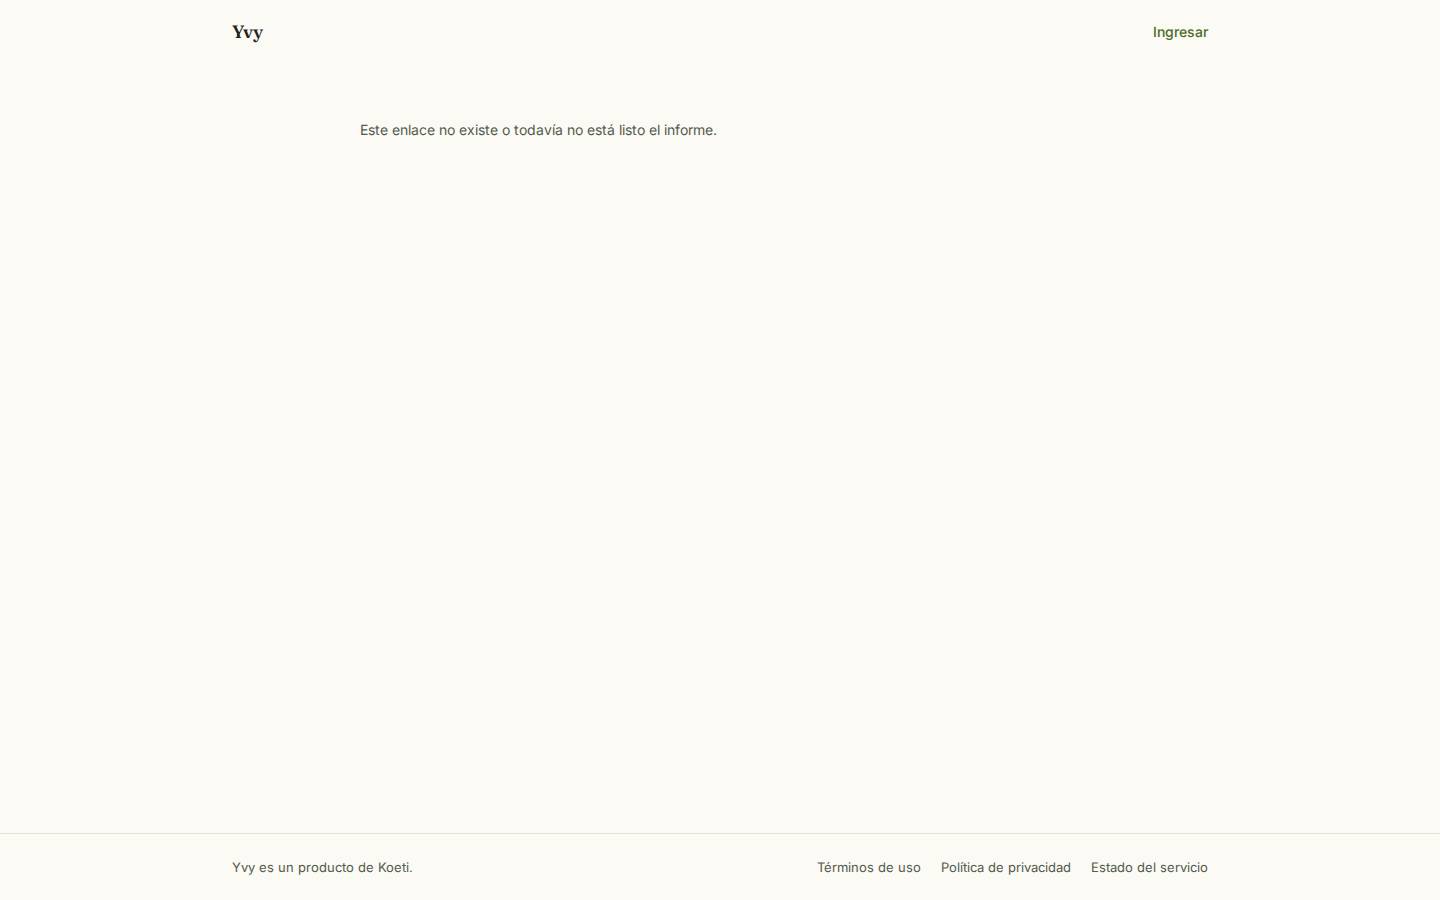 Yvy
Ingresar
Este enlace no existe o todavía no está listo el informe.
Yvy es un producto de Koeti.
Términos de uso
Política de privacidad
Estado del servicio